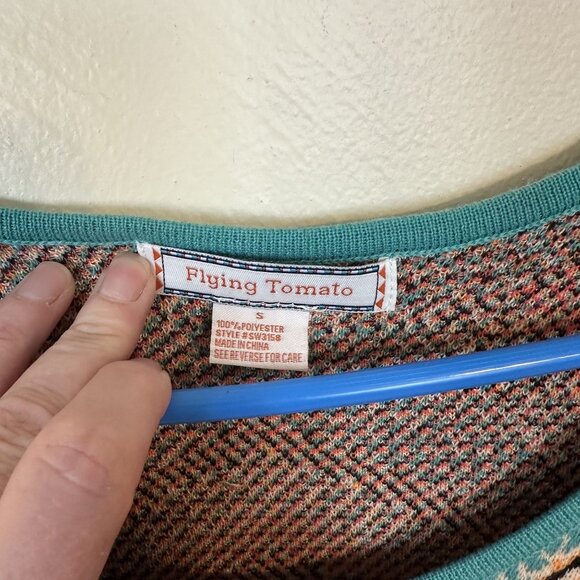 Flying Tomato
S
100% POLYESTER
STYLE # SW3158
MADE IN CHINA
SEE REVERSE FOR CARE